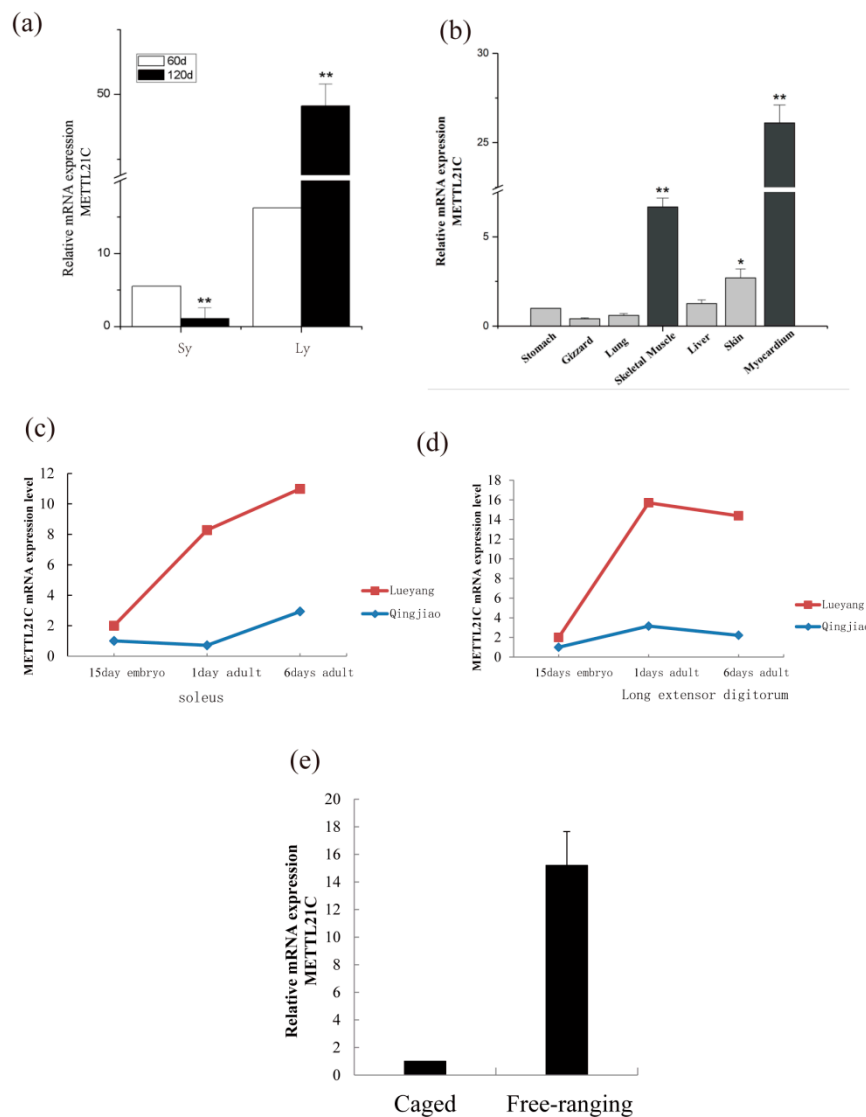 (a)
60d
120d
**
50
10
0
**
Relative mRNA expression
METTL21C
Sy
Ly
(b)
30
25
5
0
**
*
**
Relative mRNA expression
METTL21C
Stomach
Gizzard
Lung
Skeletal Muscle
Liver
Skin
Myocardium
(c)
12
10
8
6
4
2
0
METTL21C mRNA expression level
15day embryo
1day adult
6days adult
soleus
Lueyang
Qingjiao
(d)
18
16
14
12
10
8
6
4
2
0
METTL21C mRNA expression level
15days embryo
1days adult
6days adult
Long extensor digitorum
Lueyang
Qingjiao
(e)
20
18
16
14
12
10
8
6
4
2
0
Relative mRNA expression
METTL21C
Caged
Free-ranging